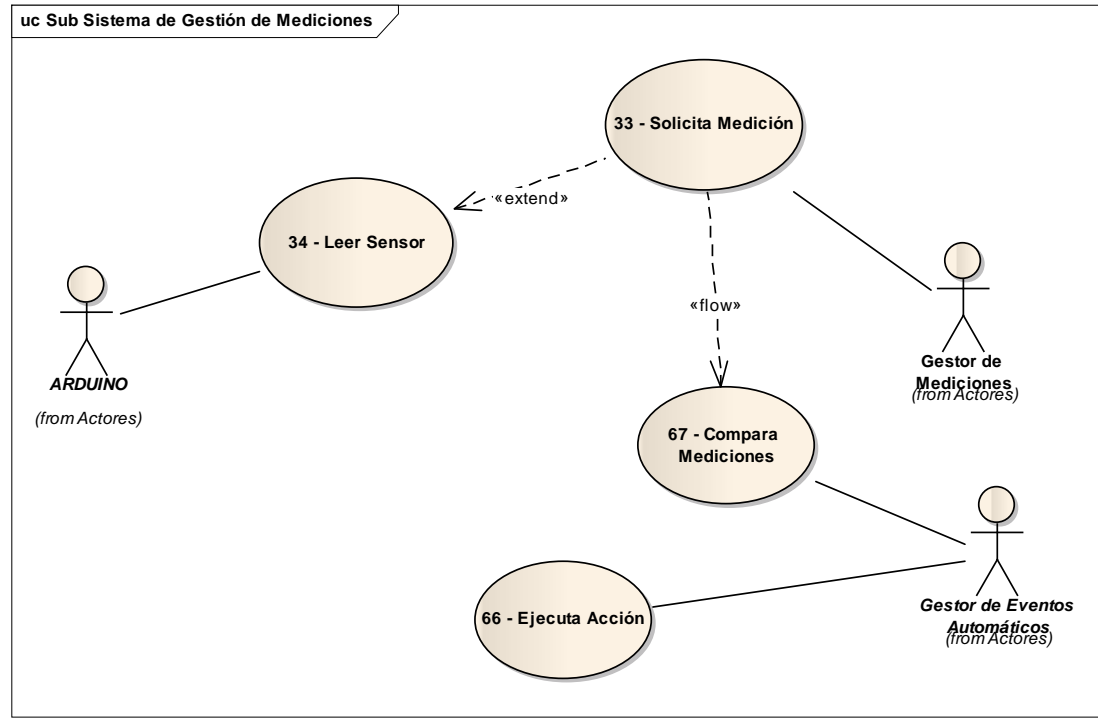 uc Sub Sistema de Gestión de Mediciones
33 - Solicita Medición
«extend»
34 - Leer Sensor
ARDUINO
(from Actores)
«flow»
Gestor de
Mediciones
(from Actores)
67 - Compara
Mediciones
66 - Ejecuta Acción
Gestor de Eventos
Automáticos
(from Actores)